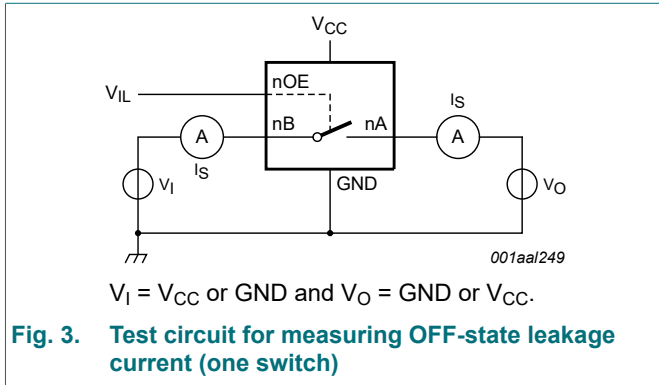 VCC
nOE
VIL
nB
nA
IS
A
A
IS
VI
GND
VO
001aal249
VI = VCC or GND and VO = GND or VCC.
Fig. 3. Test circuit for measuring OFF-state leakage
current (one switch)